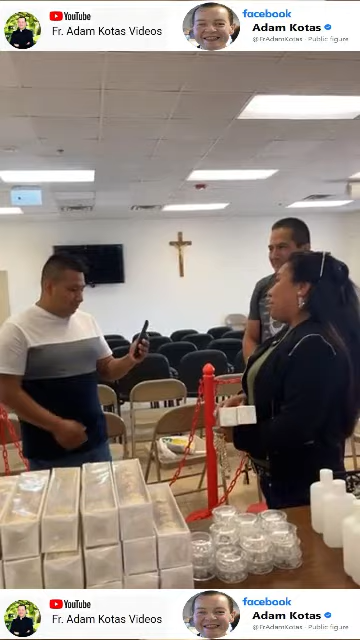 YouTube
Fr. Adam Kotas Videos
facebook
Adam Kotas
@FrAdamKotas · Public figure
YouTube
Fr. Adam Kotas Videos
facebook
Adam Kotas
@FrAdamKotas · Public figure